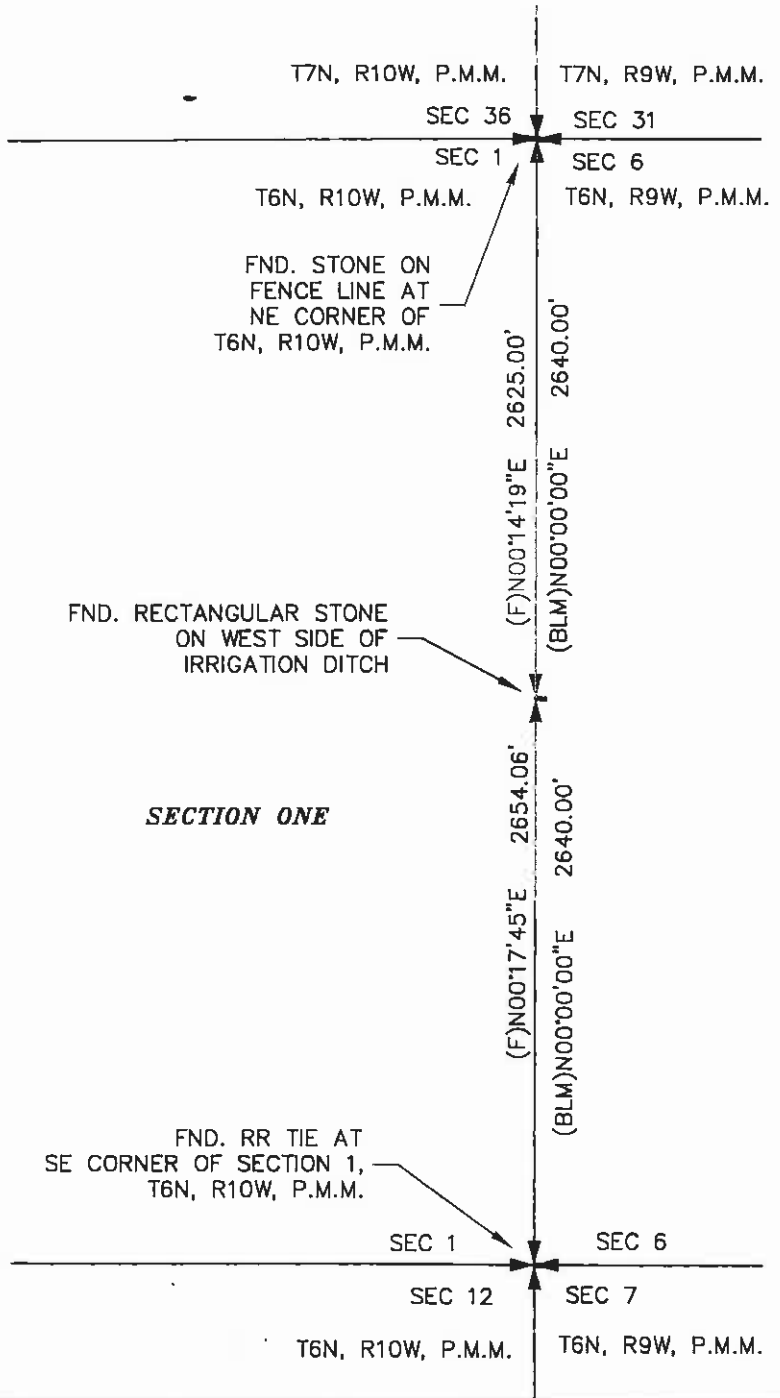 T7N, R10W, P.M.M.
T7N, R9W, P.M.M.
SEC 36
SEC 31
SEC 1
SEC 6
T6N, R10W, P.M.M.
T6N, R9W, P.M.M.
FND. STONE ON
FENCE LINE AT
NE CORNER OF
T6N, R10W, P.M.M.
(F)N00°14'19"E 2625.00'
(BLM)N00°00'00"E 2640.00'
FND. RECTANGULAR STONE
ON WEST SIDE OF
IRRIGATION DITCH
SECTION ONE
(F)N00°17'45"E 2654.06'
(BLM)N00°00'00"E 2640.00'
FND. RR TIE AT
SE CORNER OF SECTION 1,
T6N, R10W, P.M.M.
SEC 1
SEC 6
SEC 12
SEC 7
T6N, R10W, P.M.M.
T6N, R9W, P.M.M.